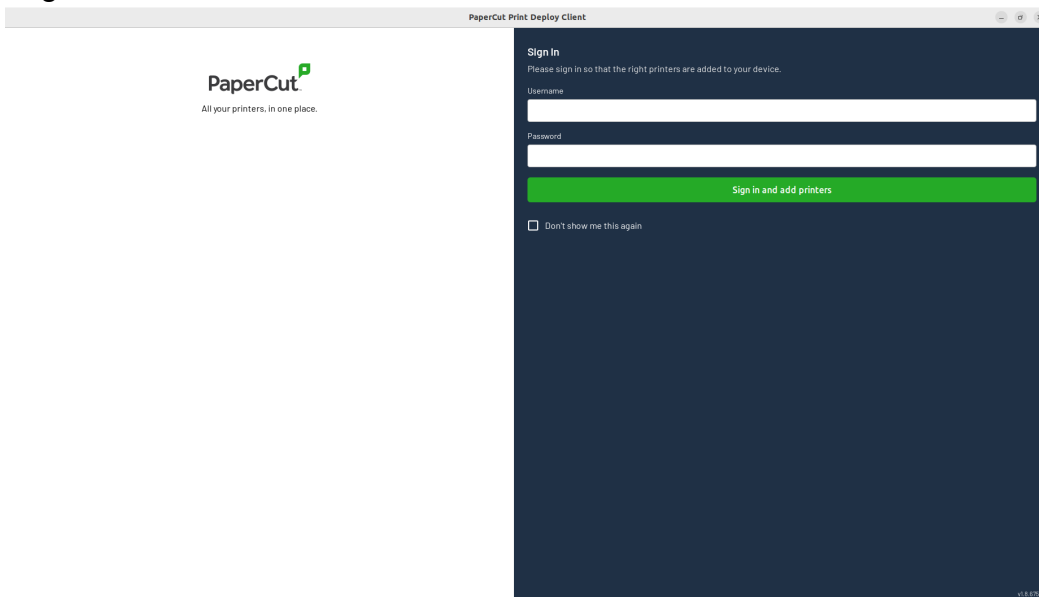 PaperCut Print Deploy Client
PaperCut
All your printers, in one place.
Sign In
Please sign in so that the right printers are added to your device.
Username
Password
Sign in and add printers
Don't show me this again